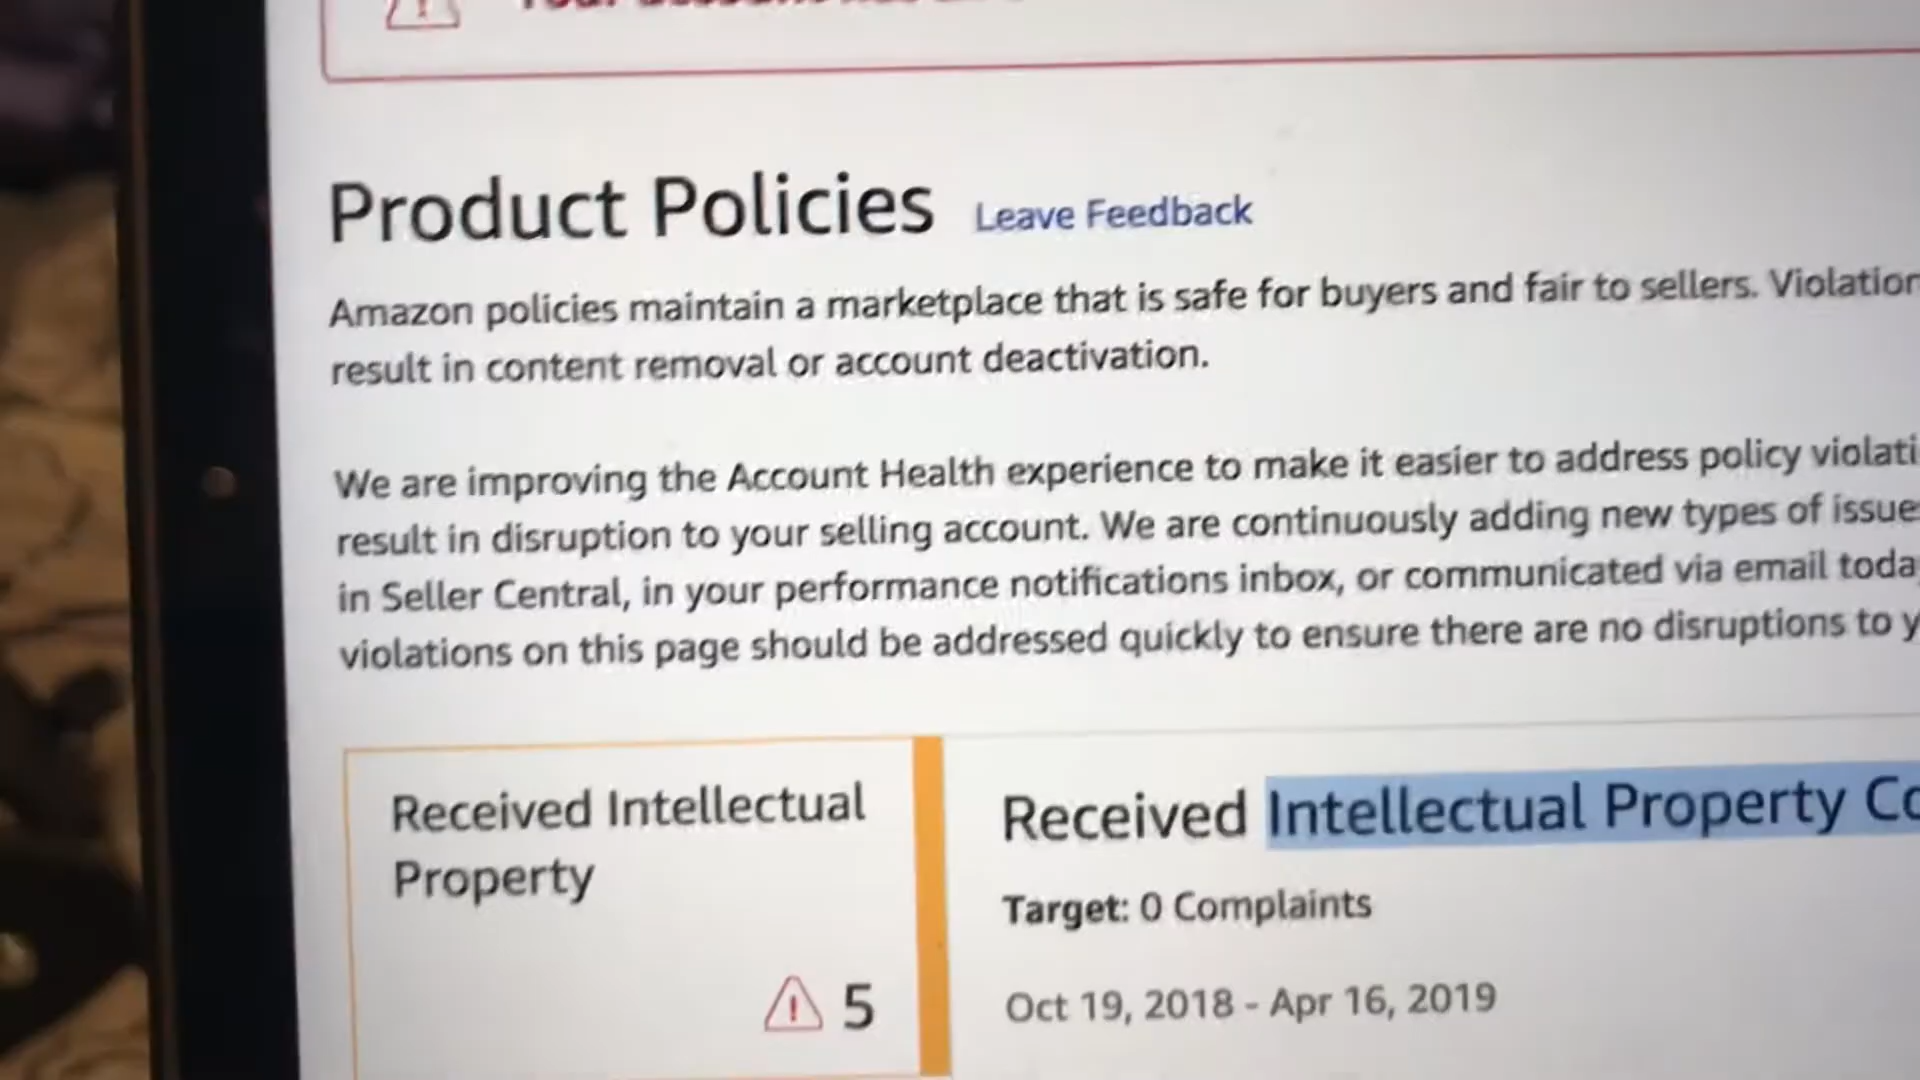 Product Policies Leave Feedback
Amazon policies maintain a marketplace that is safe for buyers and fair to sellers. Violation
result in content removal or account deactivation.
We are improving the Account Health experience to make it easier to address policy violati
result in disruption to your selling account. We are continuously adding new types of issue
in Seller Central, in your performance notifications inbox, or communicated via email toda
violations on this page should be addressed quickly to ensure there are no disruptions to y
Received Intellectual
Property
5
Received Intellectual Property Co
Target: 0 Complaints
Oct 19, 2018 - Apr 16, 2019